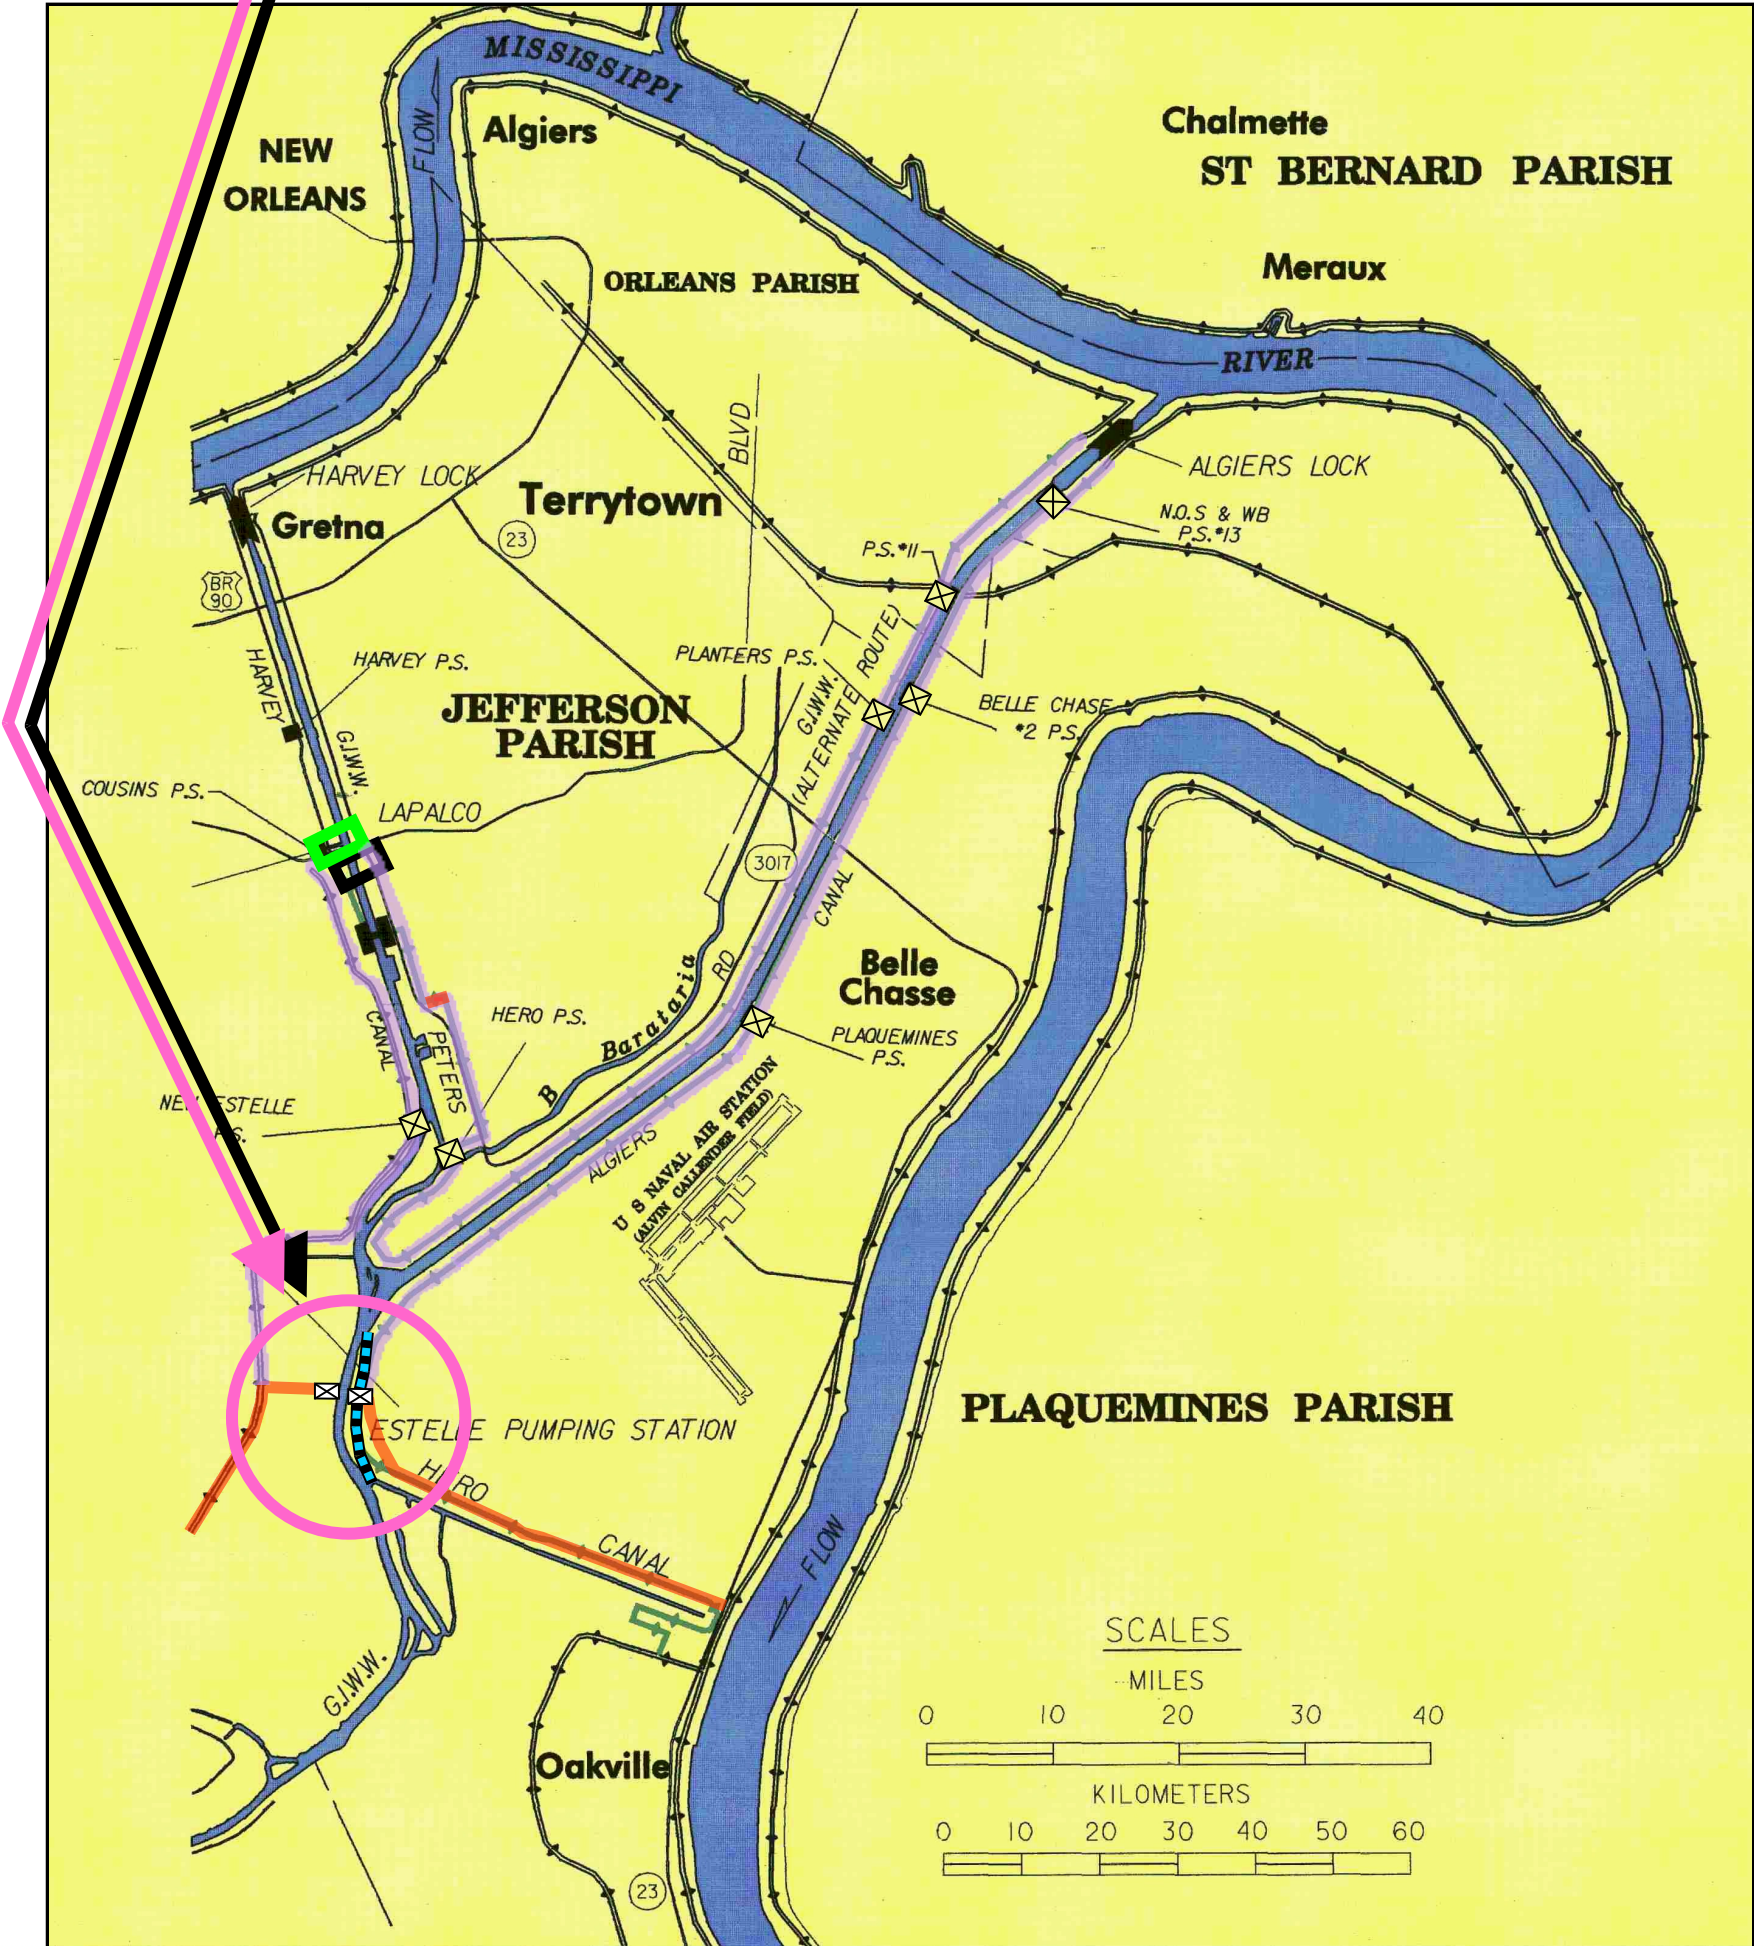 MISSISSIPPI
FLOW
Algiers
NEW
ORLEANS
Chalmette
ST BERNARD PARISH
Meraux
ORLEANS PARISH
RIVER
BLVD
HARVEY LOCK
Terrytown
Gretna
23
ALGIERS LOCK
N.O.S & WB
P.S.#13
P.S.#11
BR
90
HARVEY
HARVEY P.S.
PLANTERS P.S.
G.I.W.W.
(ALTERNATE ROUTE)
JEFFERSON
PARISH
BELLE CHASE
#2 P.S.
G.I.W.W.
COUSINS P.S.
LAPALCO
3017
CANAL
RD
Belle
Chasse
B Barataria
HERO P.S.
PLAQUEMINES
P.S.
CANAL
PETERS
NEW ESTELLE
P.S.
ALGIERS
U S NAVAL AIR STATION
(ALVIN CALLENDER FIELD)
PLAQUEMINES PARISH
ESTELLE PUMPING STATION
HERO
CANAL
FLOW
G.I.W.W.
SCALES
MILES
0 10 20 30 40
KILOMETERS
0 10 20 30 40 50 60
Oakville
23